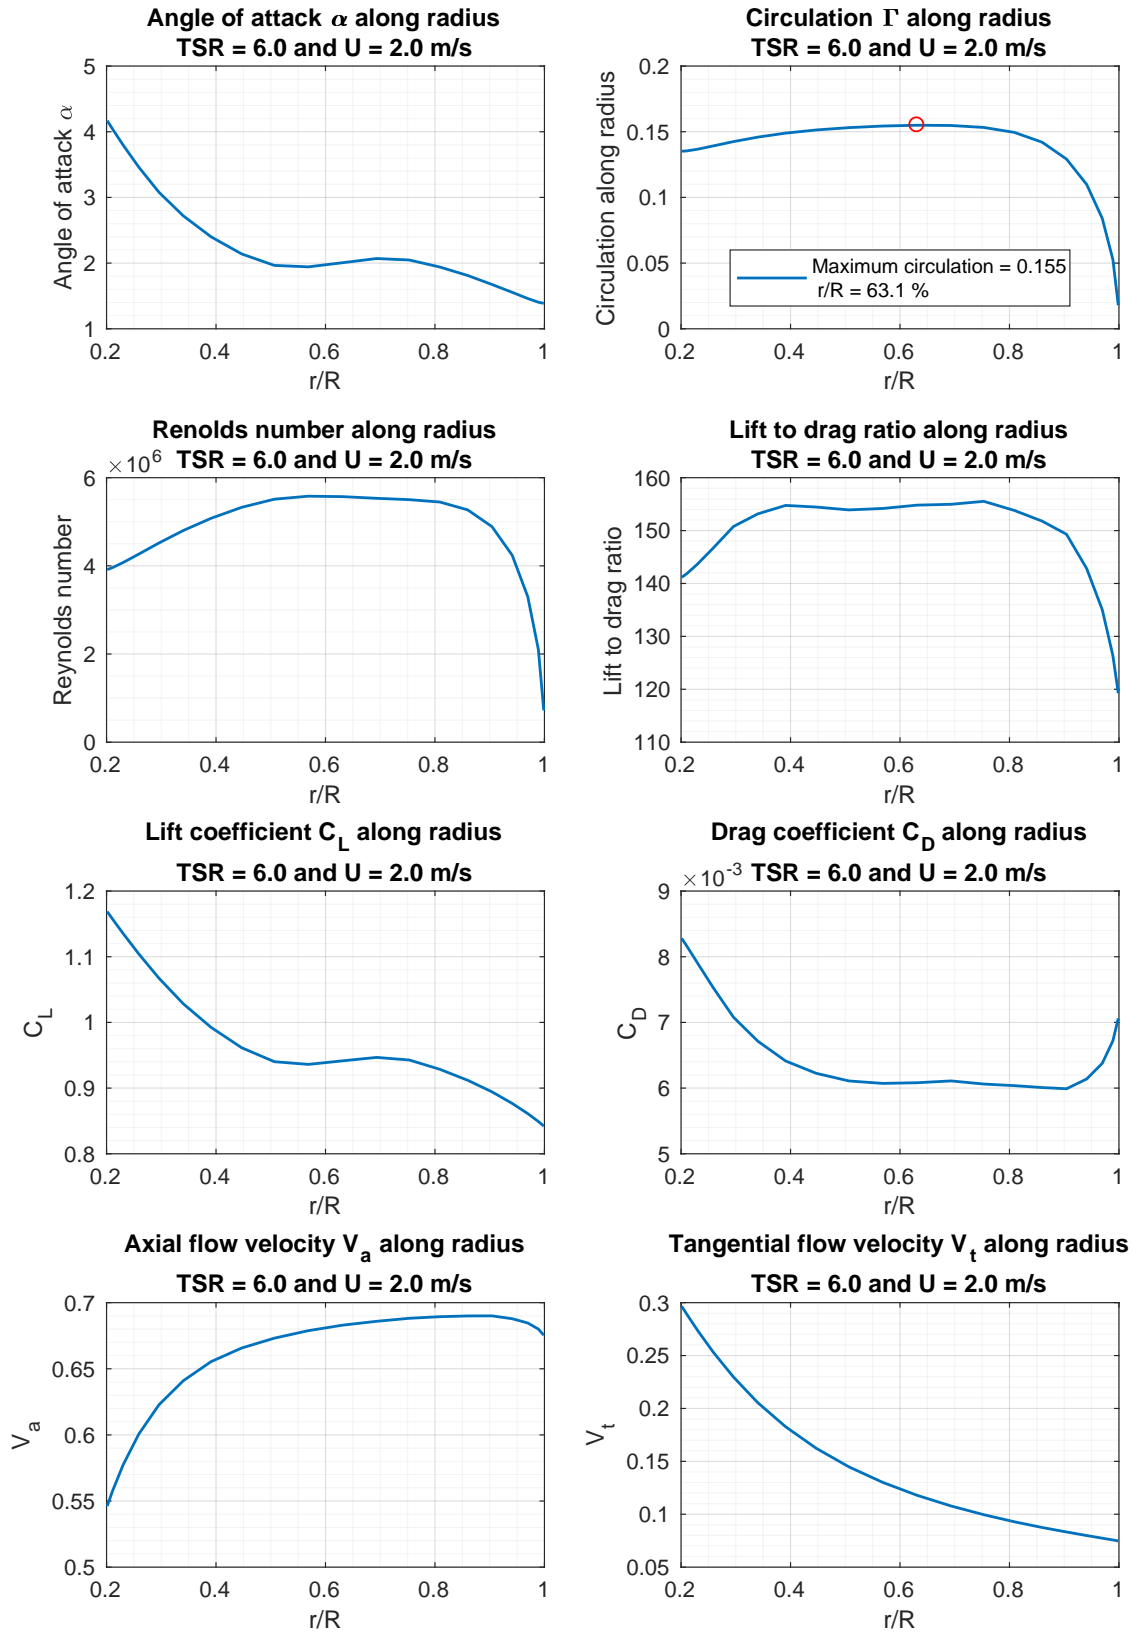 Angle of attack α along radius
TSR = 6.0 and U = 2.0 m/s
5
4
3
2
1
Angle of attack α
0.2 0.4 0.6 0.8 1
r/R
Circulation Γ along radius
TSR = 6.0 and U = 2.0 m/s
0.2
0.15
0.1
0.05
0
Circulation along radius
Maximum circulation = 0.155
r/R = 63.1 %
0.2 0.4 0.6 0.8 1
r/R
Renolds number along radius
TSR = 6.0 and U = 2.0 m/s
×10^6
6
4
2
0
Reynolds number
0.2 0.4 0.6 0.8 1
r/R
Lift to drag ratio along radius
TSR = 6.0 and U = 2.0 m/s
160
150
140
130
120
110
Lift to drag ratio
0.2 0.4 0.6 0.8 1
r/R
Lift coefficient C_L along radius
TSR = 6.0 and U = 2.0 m/s
1.2
1.1
1
0.9
0.8
C_L
0.2 0.4 0.6 0.8 1
r/R
Drag coefficient C_D along radius
TSR = 6.0 and U = 2.0 m/s
×10^-3
9
8
7
6
5
C_D
0.2 0.4 0.6 0.8 1
r/R
Axial flow velocity V_a along radius
TSR = 6.0 and U = 2.0 m/s
0.7
0.65
0.6
0.55
0.5
V_a
0.2 0.4 0.6 0.8 1
r/R
Tangential flow velocity V_t along radius
TSR = 6.0 and U = 2.0 m/s
0.3
0.25
0.2
0.15
0.1
0.05
V_t
0.2 0.4 0.6 0.8 1
r/R